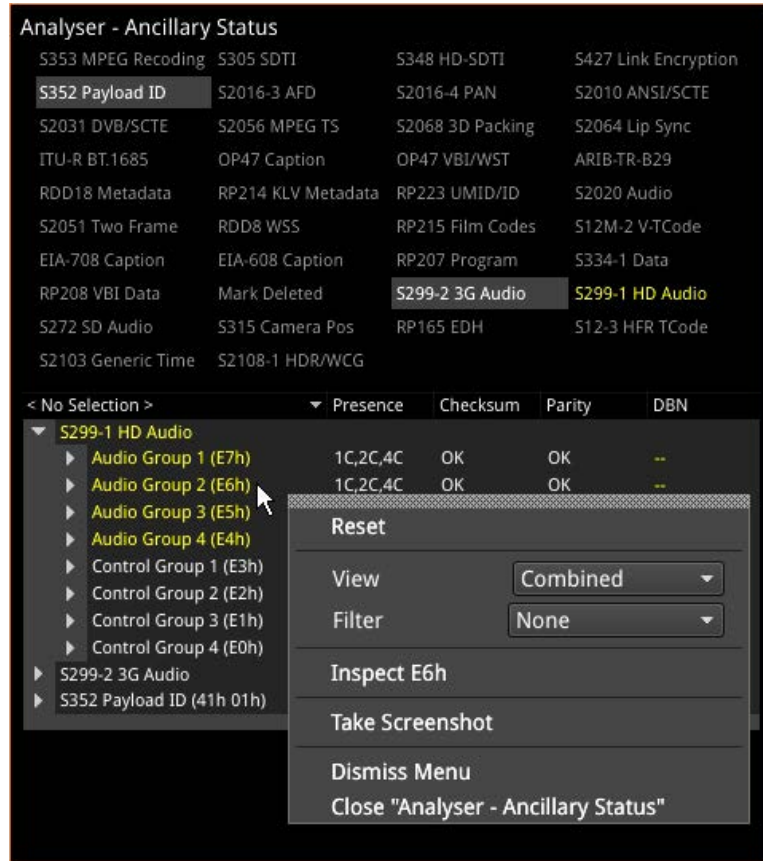 Analyser - Ancillary Status
S353 MPEG Recoding S305 SDTI S348 HD-SDTI S427 Link Encryption
S352 Payload ID S2016-3 AFD S2016-4 PAN S2010 ANSI/SCTE
S2031 DVB/SCTE S2056 MPEG TS S2068 3D Packing S2064 Lip Sync
ITU-R BT.1685 OP47 Caption OP47 VBI/WST ARIB-TR-B29
RDD18 Metadata RP214 KLV Metadata RP223 UMID/ID S2020 Audio
S2051 Two Frame RDD8 WSS RP215 Film Codes S12M-2 V-TCode
EIA-708 Caption EIA-608 Caption RP207 Program S334-1 Data
RP208 VBI Data Mark Deleted S299-2 3G Audio S299-1 HD Audio
S272 SD Audio S315 Camera Pos RP165 EDH S12-3 HFR TCode
S2103 Generic Time S2108-1 HDR/WCG
< No Selection > Presence Checksum Parity DBN
S299-1 HD Audio
Audio Group 1 (E7h) 1C,2C,4C OK OK --
Audio Group 2 (E6h) 1C,2C,4C OK OK --
Audio Group 3 (E5h)
Audio Group 4 (E4h)
Control Group 1 (E3h)
Control Group 2 (E2h)
Control Group 3 (E1h)
Control Group 4 (E0h)
S299-2 3G Audio
S352 Payload ID (41h 01h)
Reset
View Combined
Filter None
Inspect E6h
Take Screenshot
Dismiss Menu
Close "Analyser - Ancillary Status"